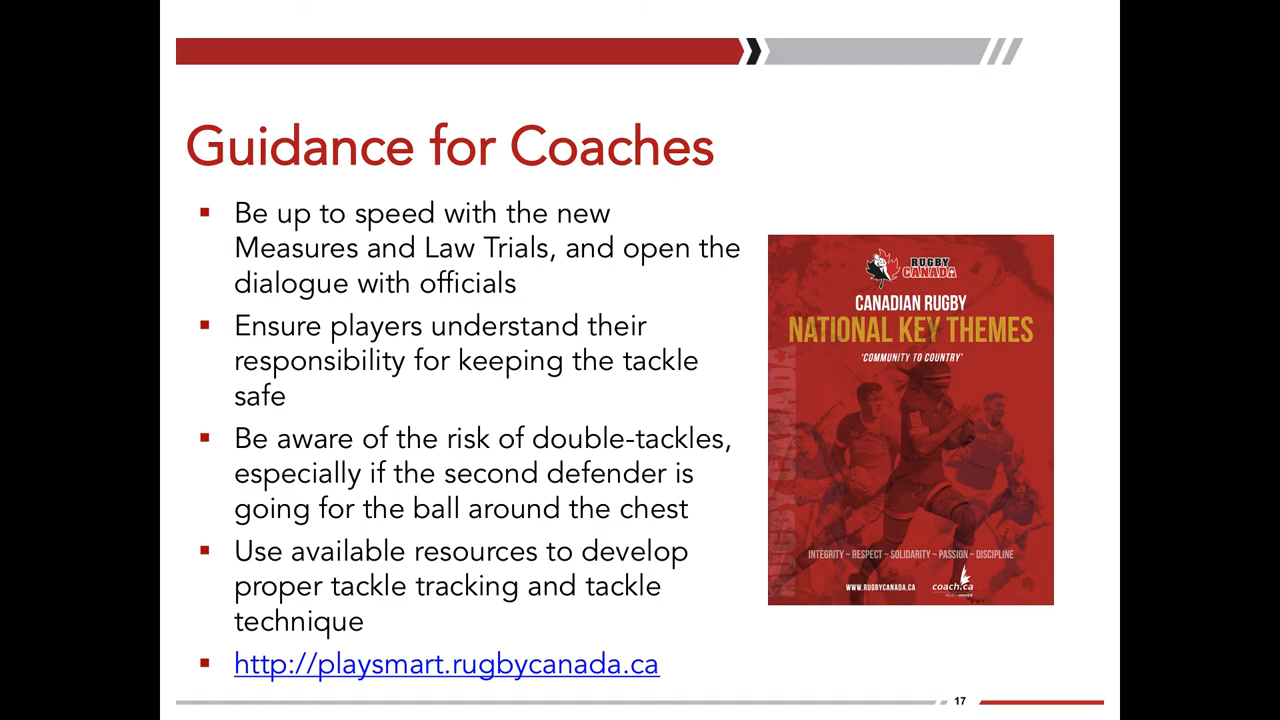 Guidance for Coaches
Be up to speed with the new
Measures and Law Trials, and open the
dialogue with officials
Ensure players understand their
responsibility for keeping the tackle
safe
Be aware of the risk of double-tackles,
especially if the second defender is
going for the ball around the chest
Use available resources to develop
proper tackle tracking and tackle
technique
http://playsmart.rugbycanada.ca
RUGBY
CANADA
CANADIAN RUGBY
NATIONAL KEY THEMES
'COMMUNITY TO COUNTRY'
RUGBY CANADA
INTEGRITY ~ RESPECT ~ SOLIDARITY ~ PASSION ~ DISCIPLINE
WWW.RUGBYCANADA.CA
coach.ca
17